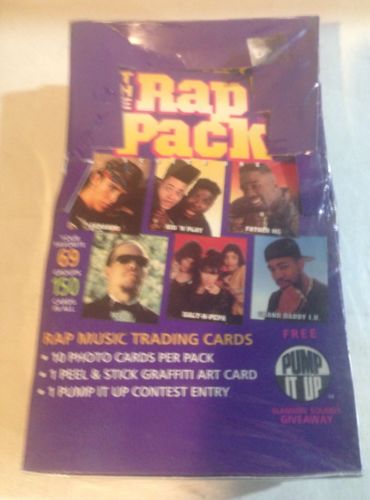 THE
Rap
Pack
KID 'N PLAY
FATHER MC
YOUR
FAVORITE
69
GROUPS
150
CARDS
IN ALL
SALT-N-PEPA
GRAND DADDY I.U.
RAP MUSIC TRADING CARDS
~ 10 PHOTO CARDS PER PACK
~ 1 PEEL & STICK GRAFFITI ART CARD
~ 1 PUMP IT UP CONTEST ENTRY
FREE
PUMP
IT UP
SLAMMIN' SOUNDS
GIVEAWAY